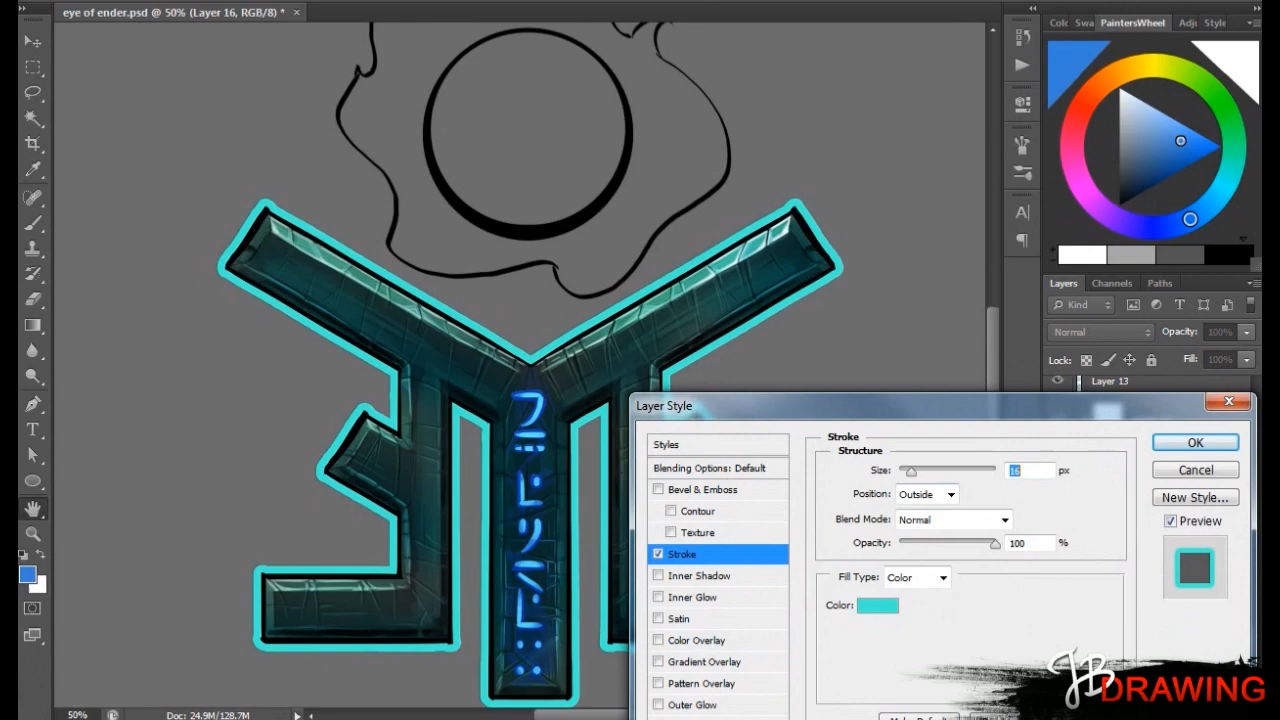 eye of ender.psd @ 50% (Layer 16, RGB/8) * ×
Colc Swa PaintersWheel Adju Style
Layers Channels Paths
Kind
Normal Opacity: 100%
Lock: Fill: 100%
Layer 13
Layer Style
Styles
Blending Options: Default
Bevel & Emboss
Contour
Texture
Stroke
Inner Shadow
Inner Glow
Satin
Color Overlay
Gradient Overlay
Pattern Overlay
Outer Glow
Stroke
Structure
Size: 16 px
Position: Outside
Blend Mode: Normal
Opacity: 100 %
Fill Type: Color
Color:
OK
Cancel
New Style...
Preview
50% Doc: 24.9M/128.7M
JB DRAWING